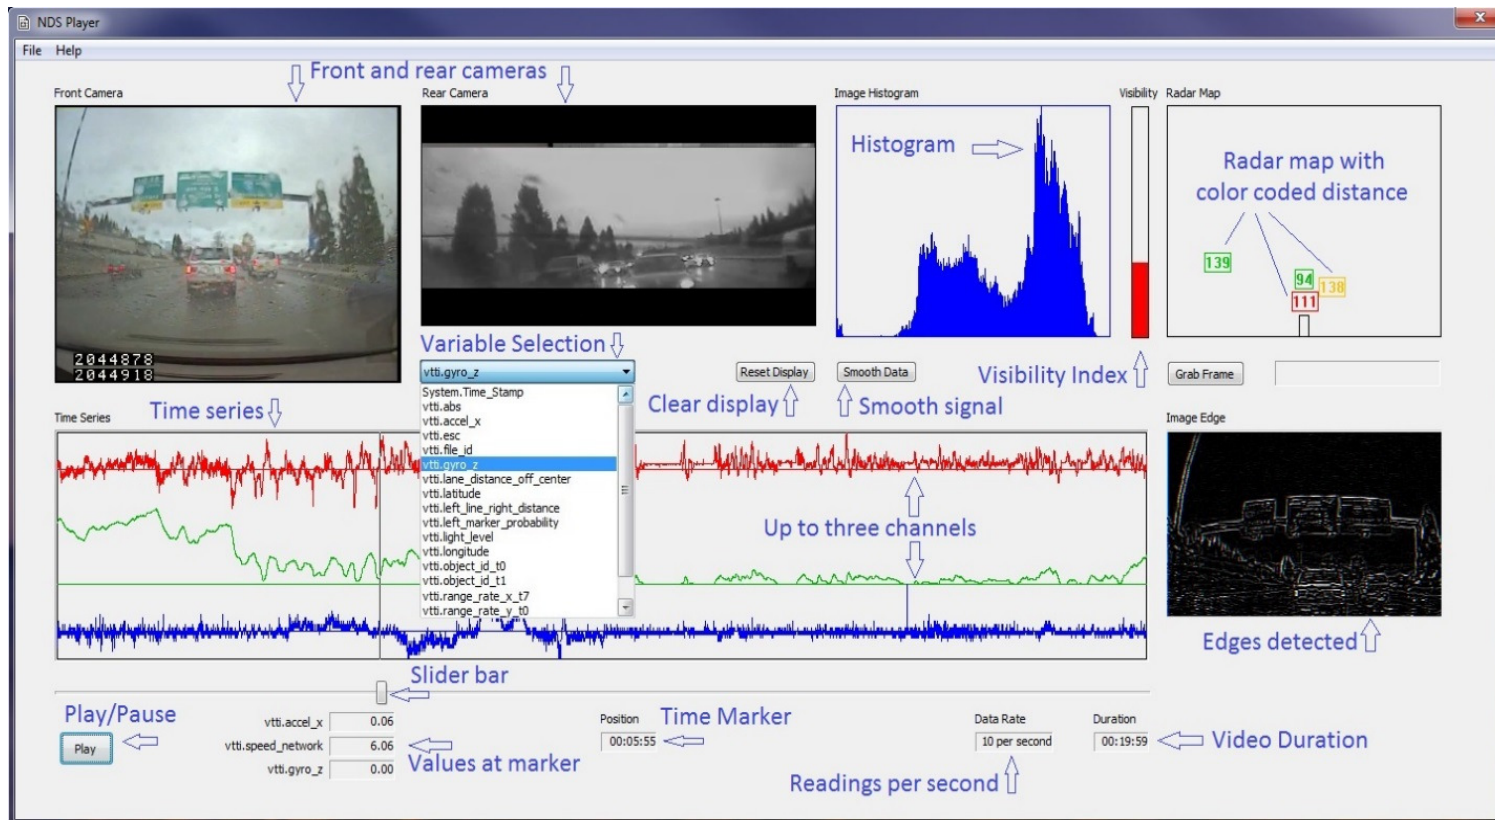 NDS Player
File Help
Front and rear cameras
Front Camera
Rear Camera
Image Histogram
Visibility
Radar Map
Histogram
Radar map with
color coded distance
139
94
138
111
2044878
2044918
Variable Selection
vtti.gyro_z
Reset Display
Smooth Data
Visibility Index
Grab Frame
Clear display
Smooth signal
Time series
Time Series
System.Time_Stamp
vtti.abs
vtti.accel_x
vtti.esc
vtti.file_id
vtti.gyro_z
vtti.lane_distance_off_center
vtti.latitude
vtti.left_line_right_distance
vtti.left_marker_probability
vtti.light_level
vtti.longitude
vtti.object_id_t0
vtti.object_id_t1
vtti.range_rate_x_t7
vtti.range_rate_y_t0
Up to three channels
Image Edge
Edges detected
Slider bar
Play/Pause
Play
vtti.accel_x 0.06
vtti.speed_network 6.06
vtti.gyro_z 0.00
Values at marker
Position
00:05:55
Time Marker
Data Rate
10 per second
Readings per second
Duration
00:19:59
Video Duration